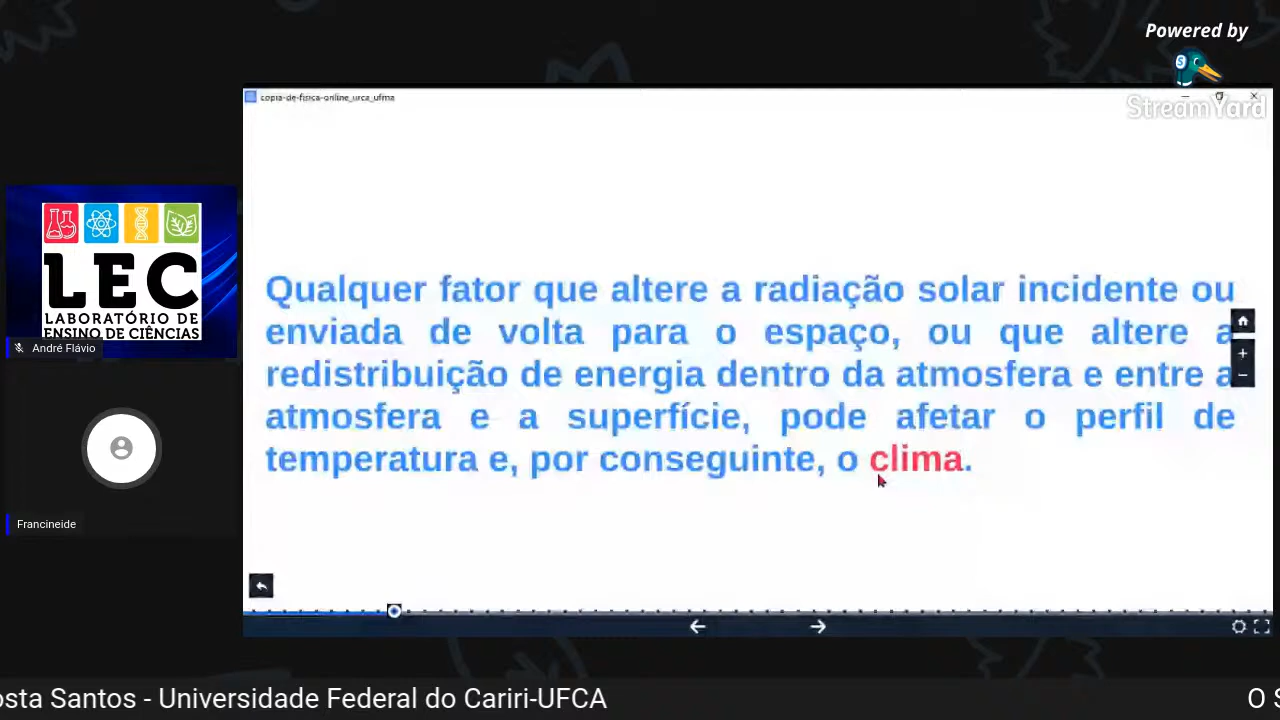 Powered by
StreamYard
copia-de-fisica-online_urca_ufma
LEC
LABORATÓRIO DE
ENSINO DE CIÊNCIAS
André Flávio
Francineide
Qualquer fator que altere a radiação solar incidente ou
enviada de volta para o espaço, ou que altere a
redistribuição de energia dentro da atmosfera e entre a
atmosfera e a superfície, pode afetar o perfil de
temperatura e, por conseguinte, o clima.
osta Santos - Universidade Federal do Cariri-UFCA
O S